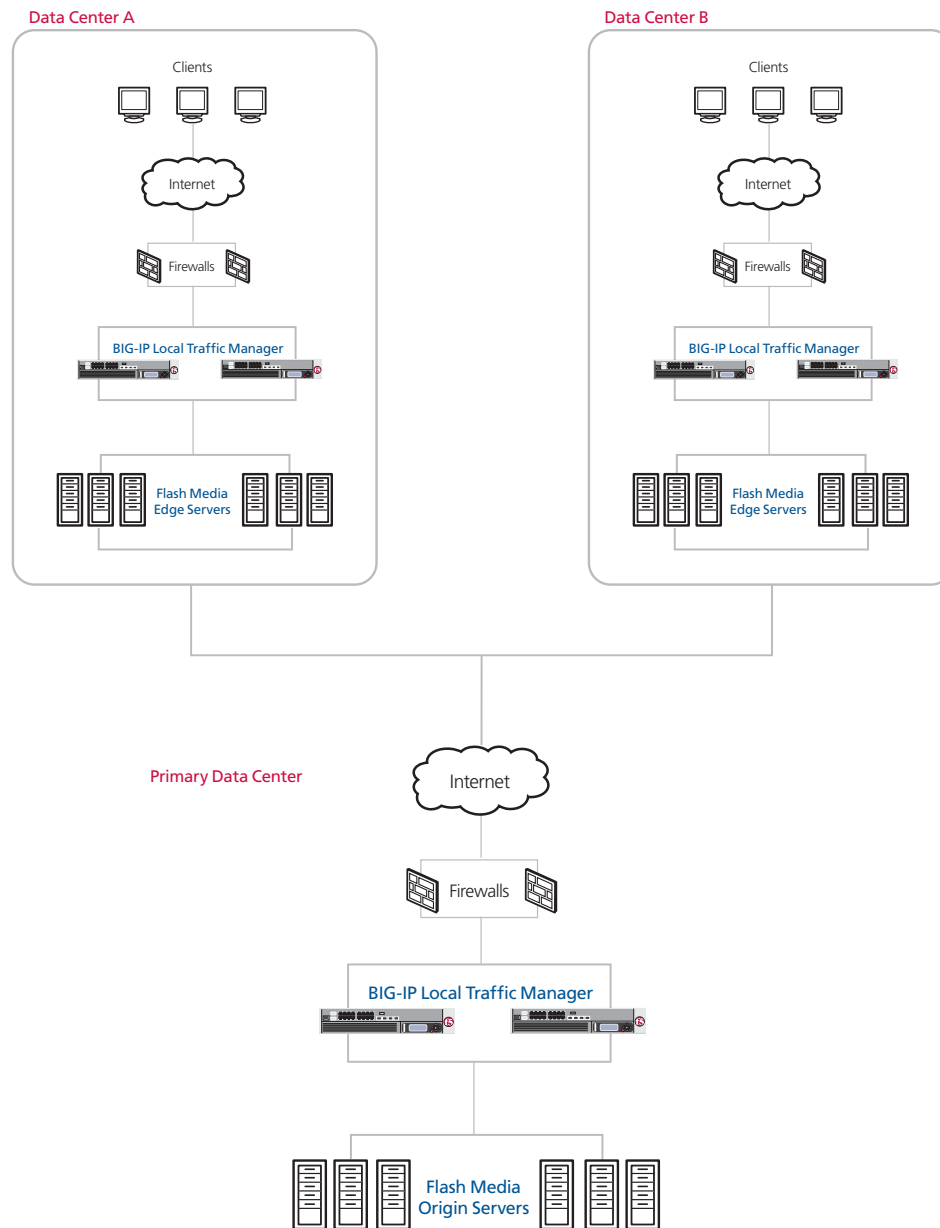 Data Center A
Clients
Internet
Firewalls
BIG-IP Local Traffic Manager
Flash Media
Edge Servers
Data Center B
Clients
Internet
Firewalls
BIG-IP Local Traffic Manager
Flash Media
Edge Servers
Primary Data Center
Internet
Firewalls
BIG-IP Local Traffic Manager
Flash Media
Origin Servers